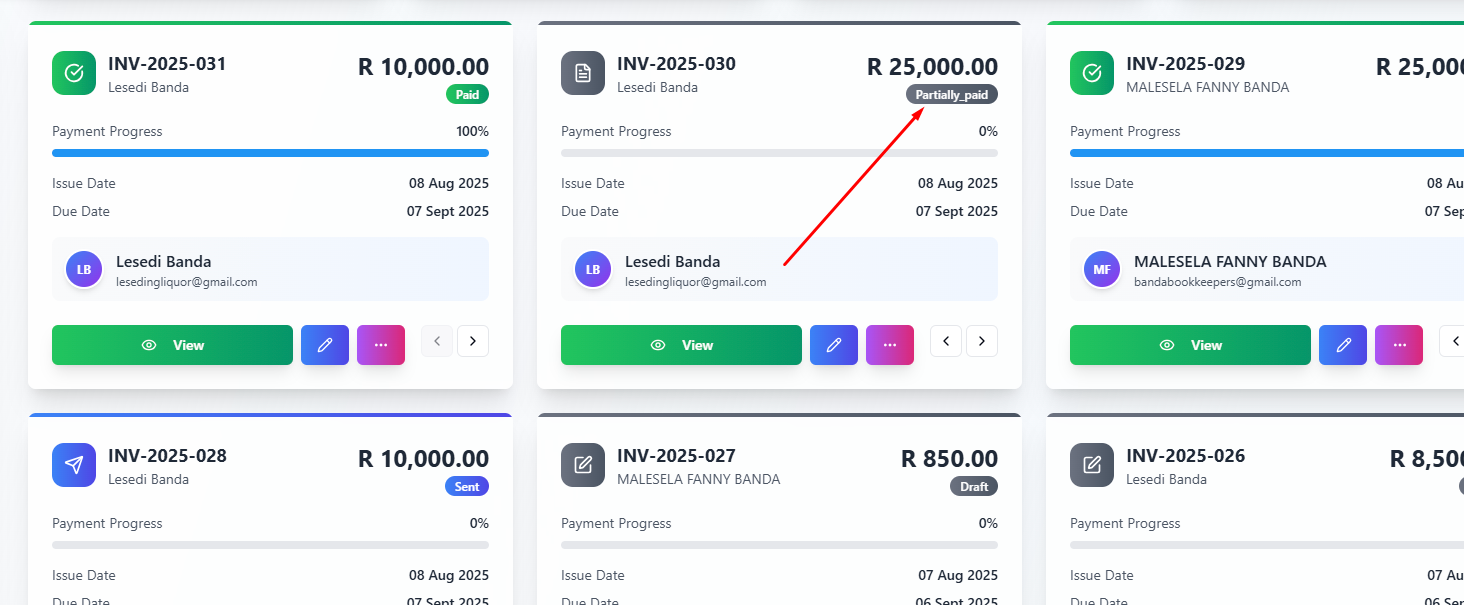 INV-2025-031
R 10,000.00
Lesedi Banda
Paid
Payment Progress
100%
Issue Date
08 Aug 2025
Due Date
07 Sept 2025
LB
Lesedi Banda
lesedingliquor@gmail.com
View
INV-2025-030
R 25,000.00
Lesedi Banda
Partially_paid
Payment Progress
0%
Issue Date
08 Aug 2025
Due Date
07 Sept 2025
LB
Lesedi Banda
lesedingliquor@gmail.com
View
INV-2025-029
R 25,00
MALESELA FANNY BANDA
Payment Progress
Issue Date
08 Au
Due Date
07 Sep
MF
MALESELA FANNY BANDA
bandabookkeepers@gmail.com
View
INV-2025-028
R 10,000.00
Lesedi Banda
Sent
Payment Progress
0%
Issue Date
08 Aug 2025
Due Date
07 Sept 2025
INV-2025-027
R 850.00
MALESELA FANNY BANDA
Draft
Payment Progress
0%
Issue Date
07 Aug 2025
Due Date
06 Sept 2025
INV-2025-026
R 8,50
Lesedi Banda
Payment Progress
Issue Date
07 Au
Due Date
06 Sep